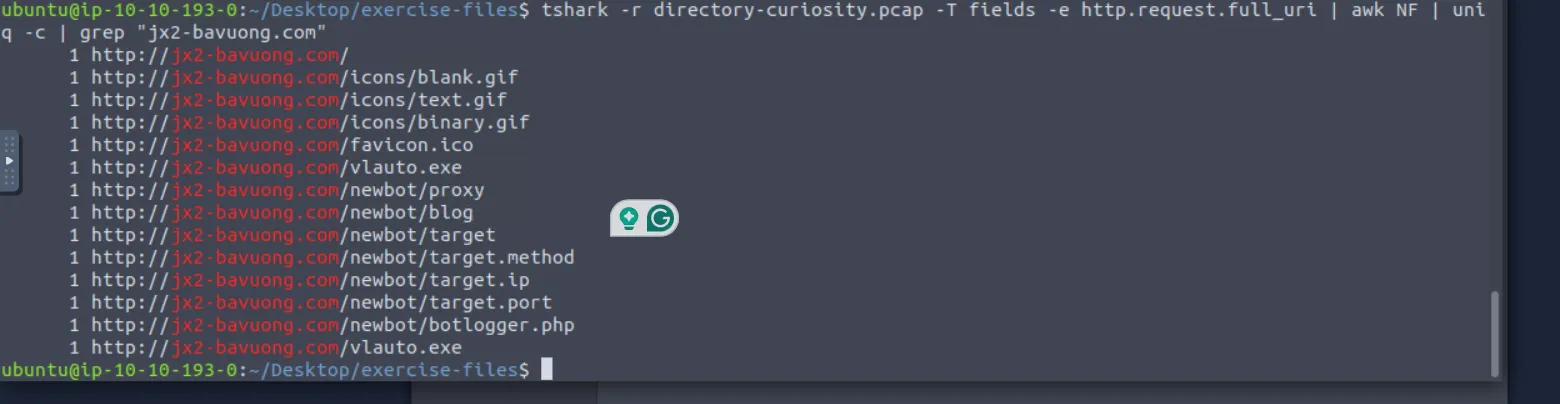 ubuntu@ip-10-10-193-0:~/Desktop/exercise-files$ tshark -r directory-curiosity.pcap -T fields -e http.request.full_uri | awk NF | uni
q -c | grep "jx2-bavuong.com"
1 http://jx2-bavuong.com/
1 http://jx2-bavuong.com/icons/blank.gif
1 http://jx2-bavuong.com/icons/text.gif
1 http://jx2-bavuong.com/icons/binary.gif
1 http://jx2-bavuong.com/favicon.ico
1 http://jx2-bavuong.com/vlauto.exe
1 http://jx2-bavuong.com/newbot/proxy
1 http://jx2-bavuong.com/newbot/blog
1 http://jx2-bavuong.com/newbot/target
1 http://jx2-bavuong.com/newbot/target.method
1 http://jx2-bavuong.com/newbot/target.ip
1 http://jx2-bavuong.com/newbot/target.port
1 http://jx2-bavuong.com/newbot/botlogger.php
1 http://jx2-bavuong.com/vlauto.exe
ubuntu@ip-10-10-193-0:~/Desktop/exercise-files$